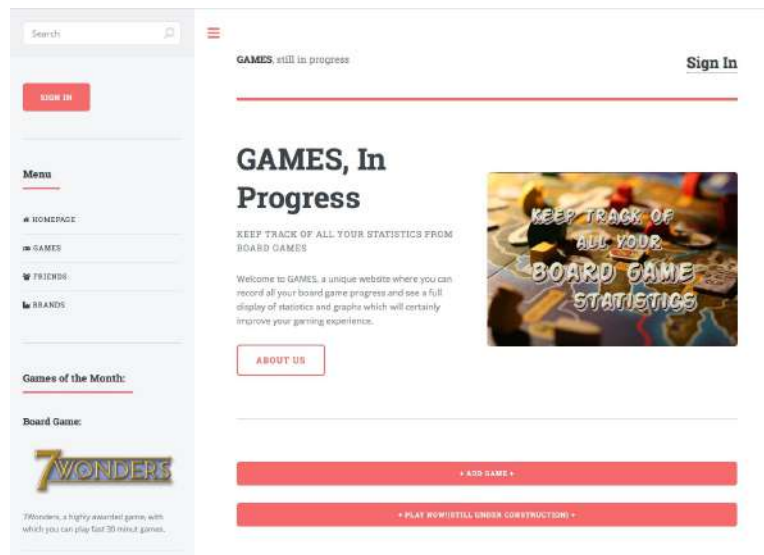 Search
SIGN IN
Menu
HOMEPAGE
GAMES
FRIENDS
BRANDS
Games of the Month:
Board Game:
7WONDERS
7Wonders, a highly awarded game, with
which you can play fast 30 minut games.
GAMES, still in progress
Sign In
GAMES, In
Progress
KEEP TRACK OF ALL YOUR STATISTICS FROM
BOARD GAMES
Welcome to GAMES, a unique website where you can
record all your board game progress and see a full
display of statistics and graphs which will certainly
improve your gaming experience.
ABOUT US
KEEP TRACK OF
ALL YOUR
BOARD GAME
STATISTICS
+ ADD GAME +
+ PLAY NOW!(STILL UNDER CONSTRUCTION) +